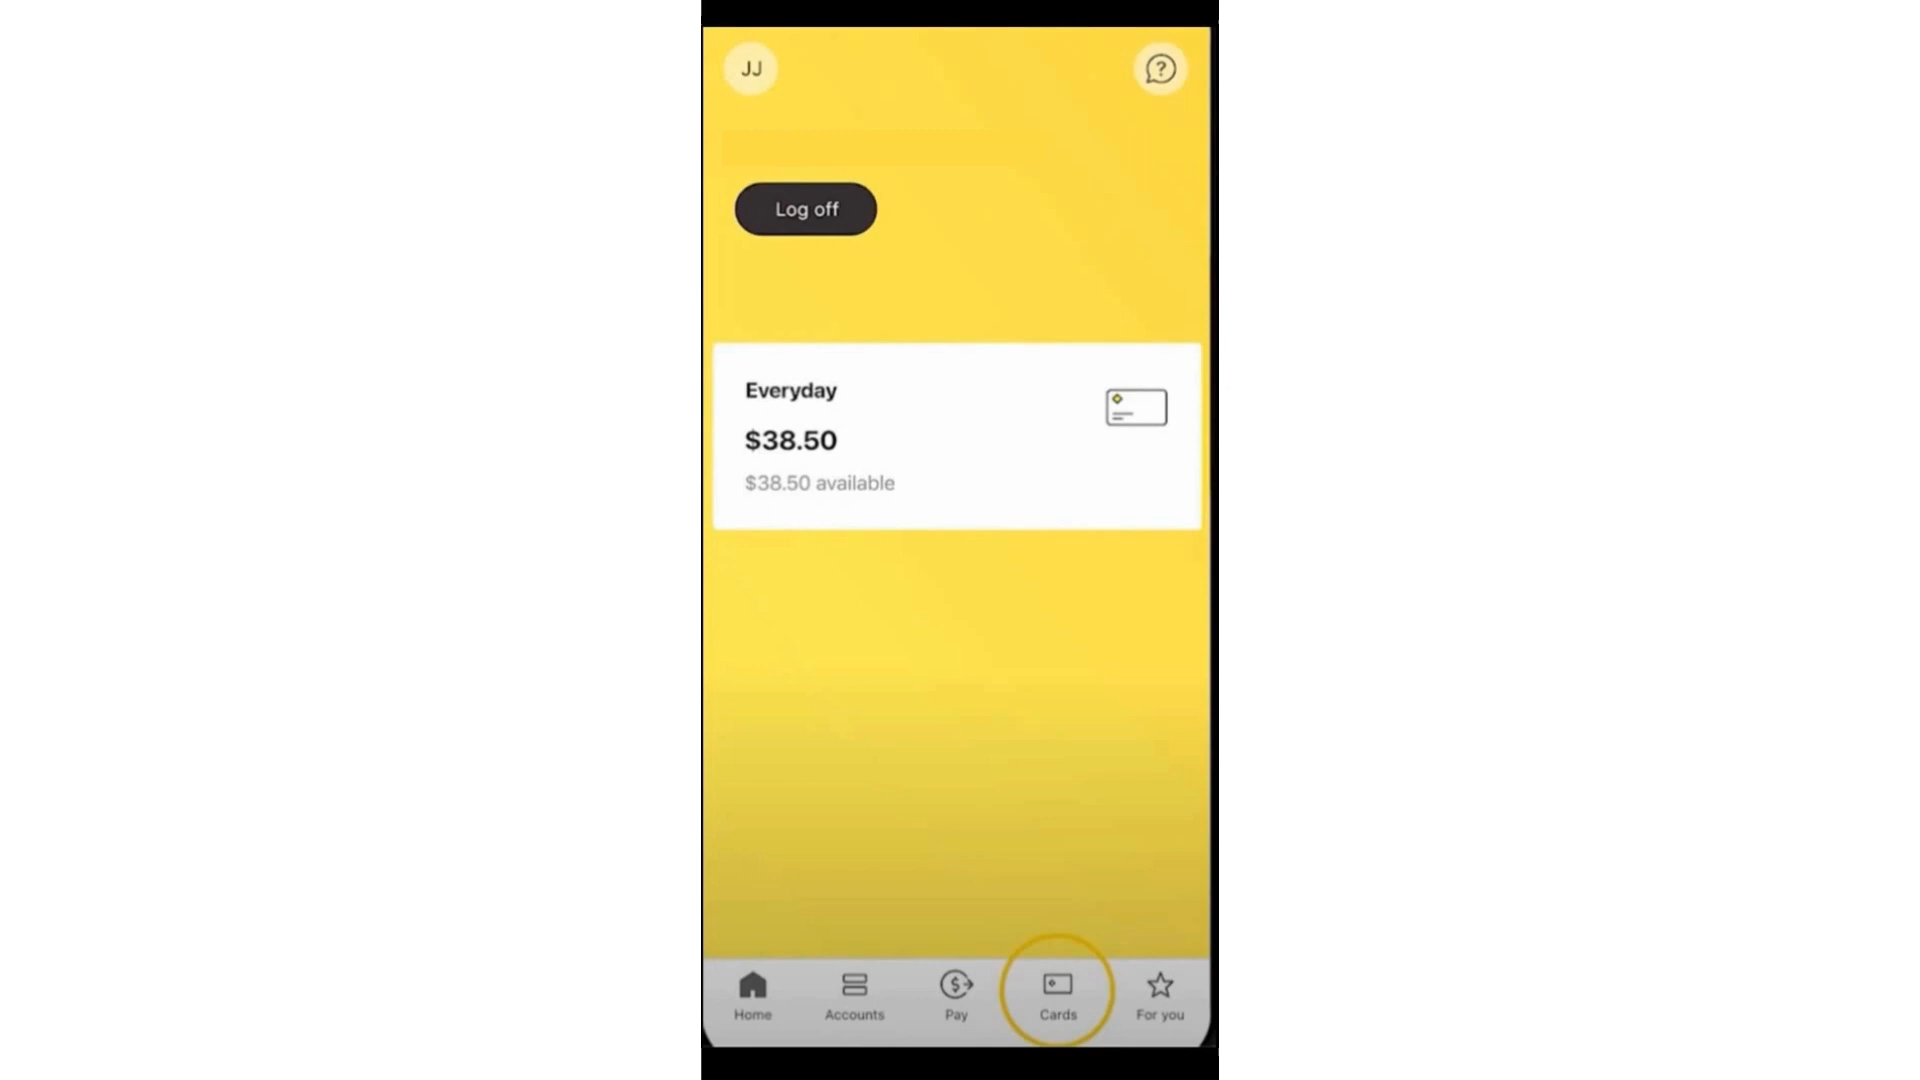 JJ
?
Log off
Everyday
$38.50
$38.50 available
$
Home Accounts Pay Cards For you